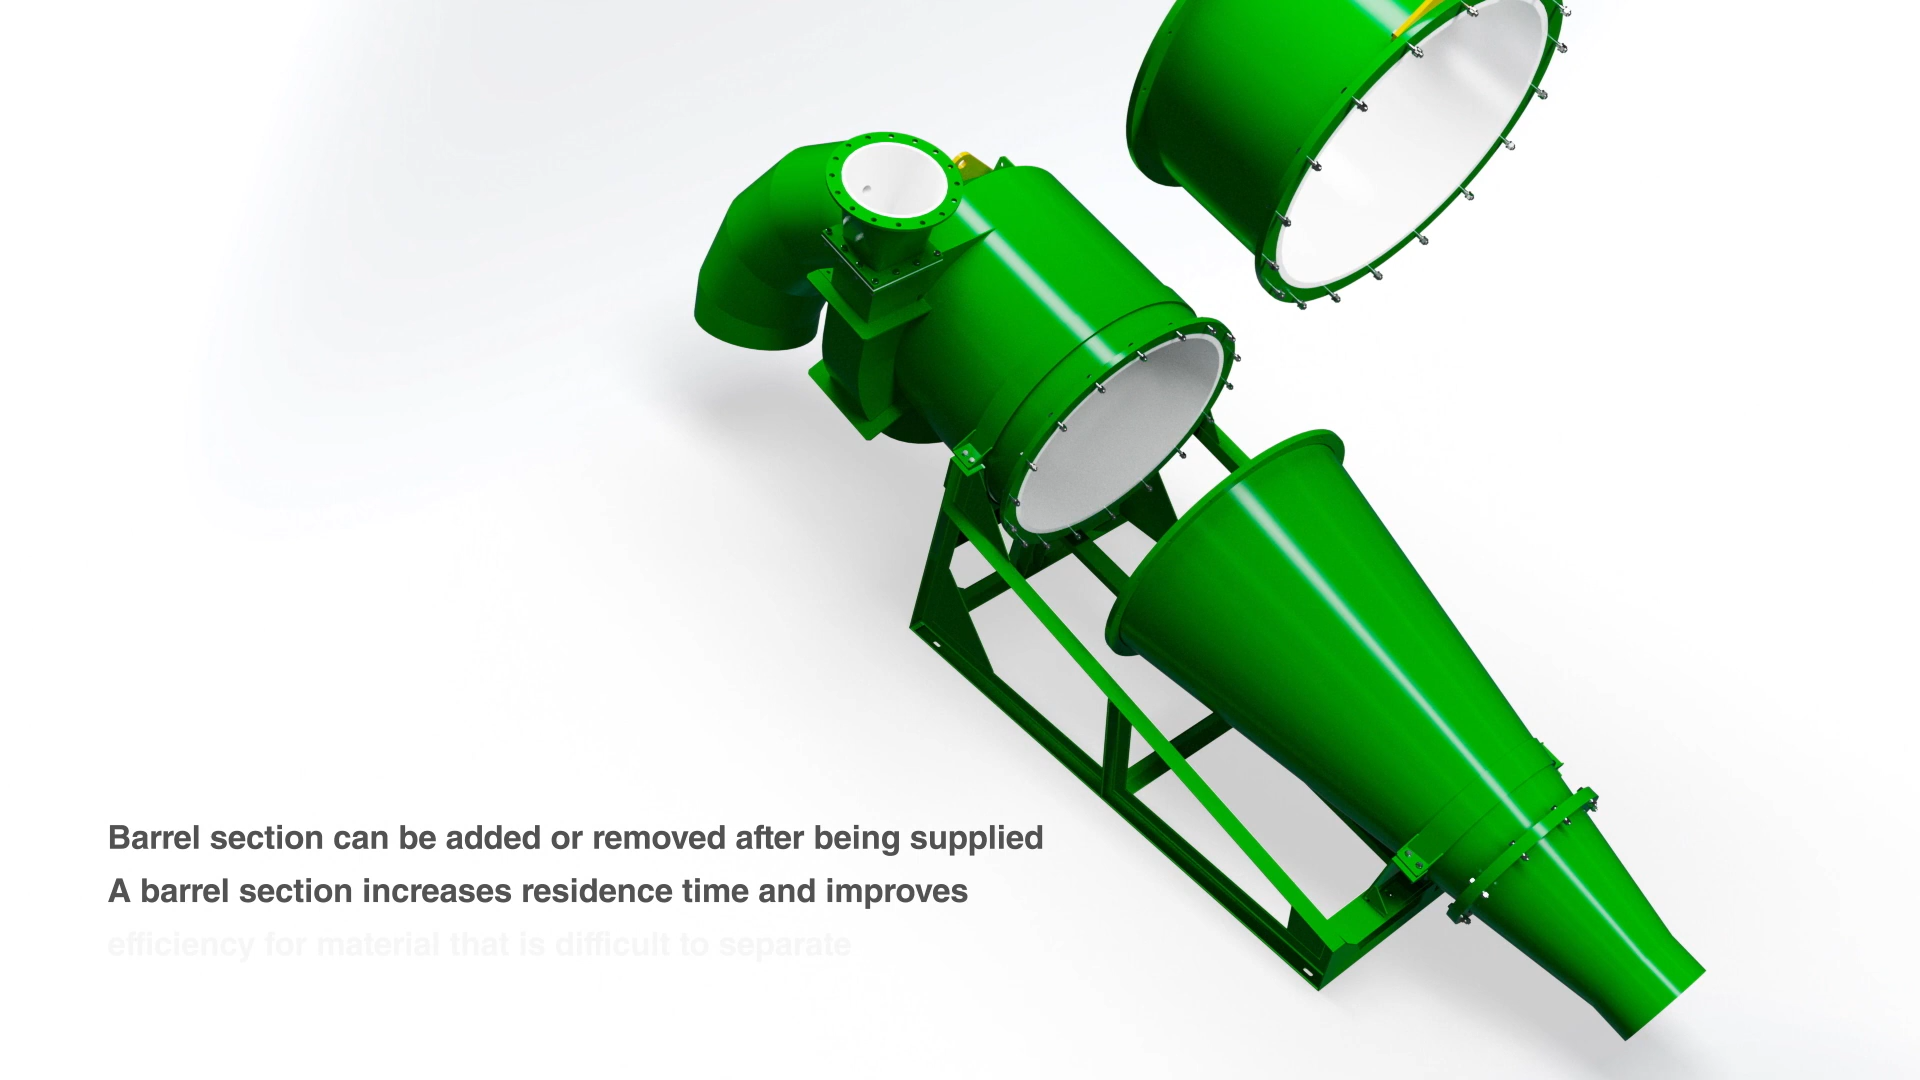 Barrel section can be added or removed after being supplied
A barrel section increases residence time and improves
efficiency for material that is difficult to separate